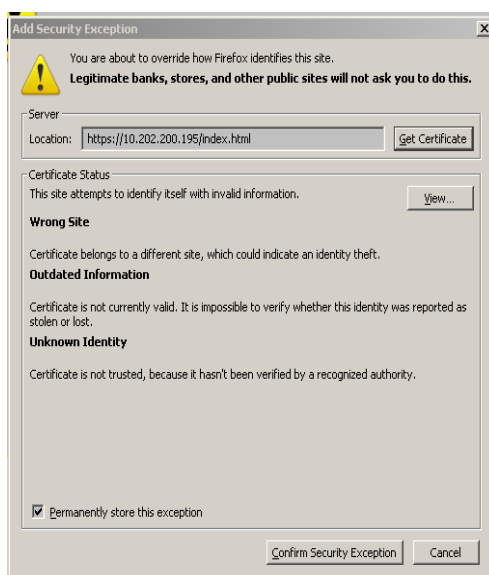 Add Security Exception
You are about to override how Firefox identifies this site.
Legitimate banks, stores, and other public sites will not ask you to do this.
Server
Location: https://10.202.200.195/index.html Get Certificate
Certificate Status
This site attempts to identify itself with invalid information. View...
Wrong Site
Certificate belongs to a different site, which could indicate an identity theft.
Outdated Information
Certificate is not currently valid. It is impossible to verify whether this identity was reported as
stolen or lost.
Unknown Identity
Certificate is not trusted, because it hasn't been verified by a recognized authority.
Permanently store this exception
Confirm Security Exception Cancel